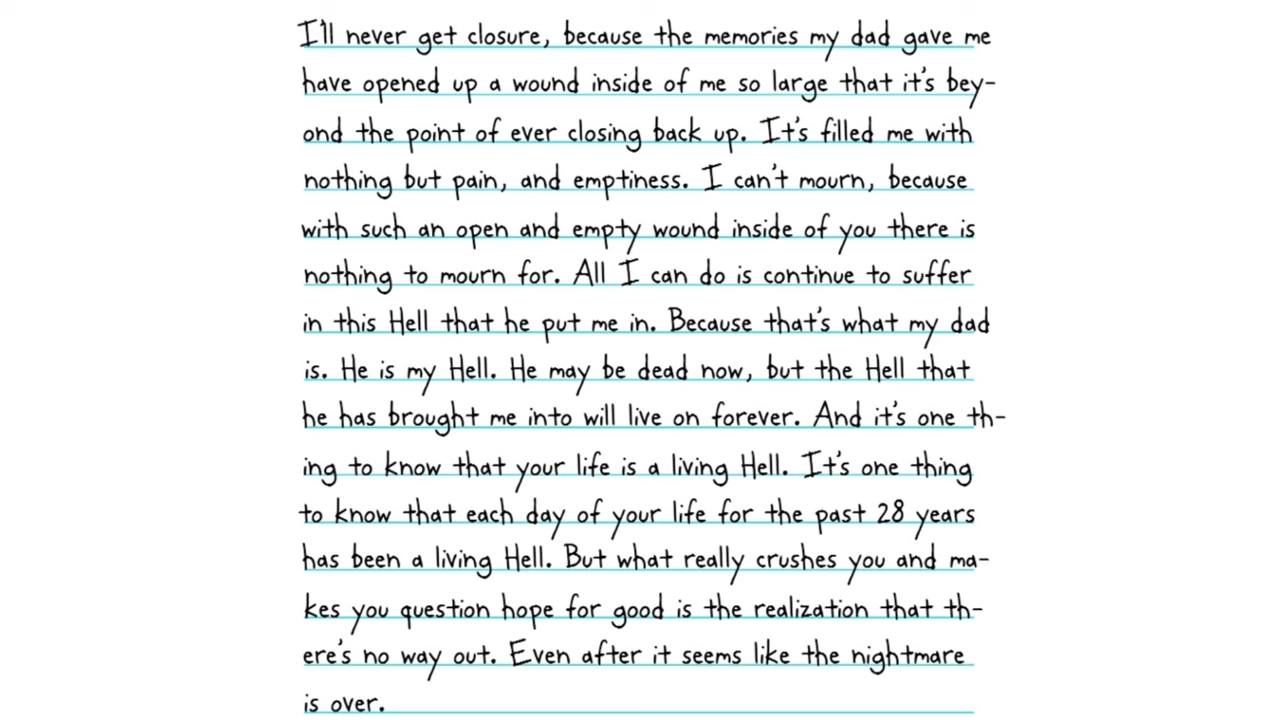 I'll never get closure, because the memories my dad gave me
have opened up a wound inside of me so large that it's bey-
ond the point of ever closing back up. It's filled me with
nothing but pain, and emptiness. I can't mourn, because
with such an open and empty wound inside of you there is
nothing to mourn for. All I can do is continue to suffer
in this Hell that he put me in. Because that's what my dad
is. He is my Hell. He may be dead now, but the Hell that
he has brought me into will live on forever. And it's one th-
ing to know that your life is a living Hell. It's one thing
to know that each day of your life for the past 28 years
has been a living Hell. But what really crushes you and ma-
kes you question hope for good is the realization that th-
ere's no way out. Even after it seems like the nightmare
is over.